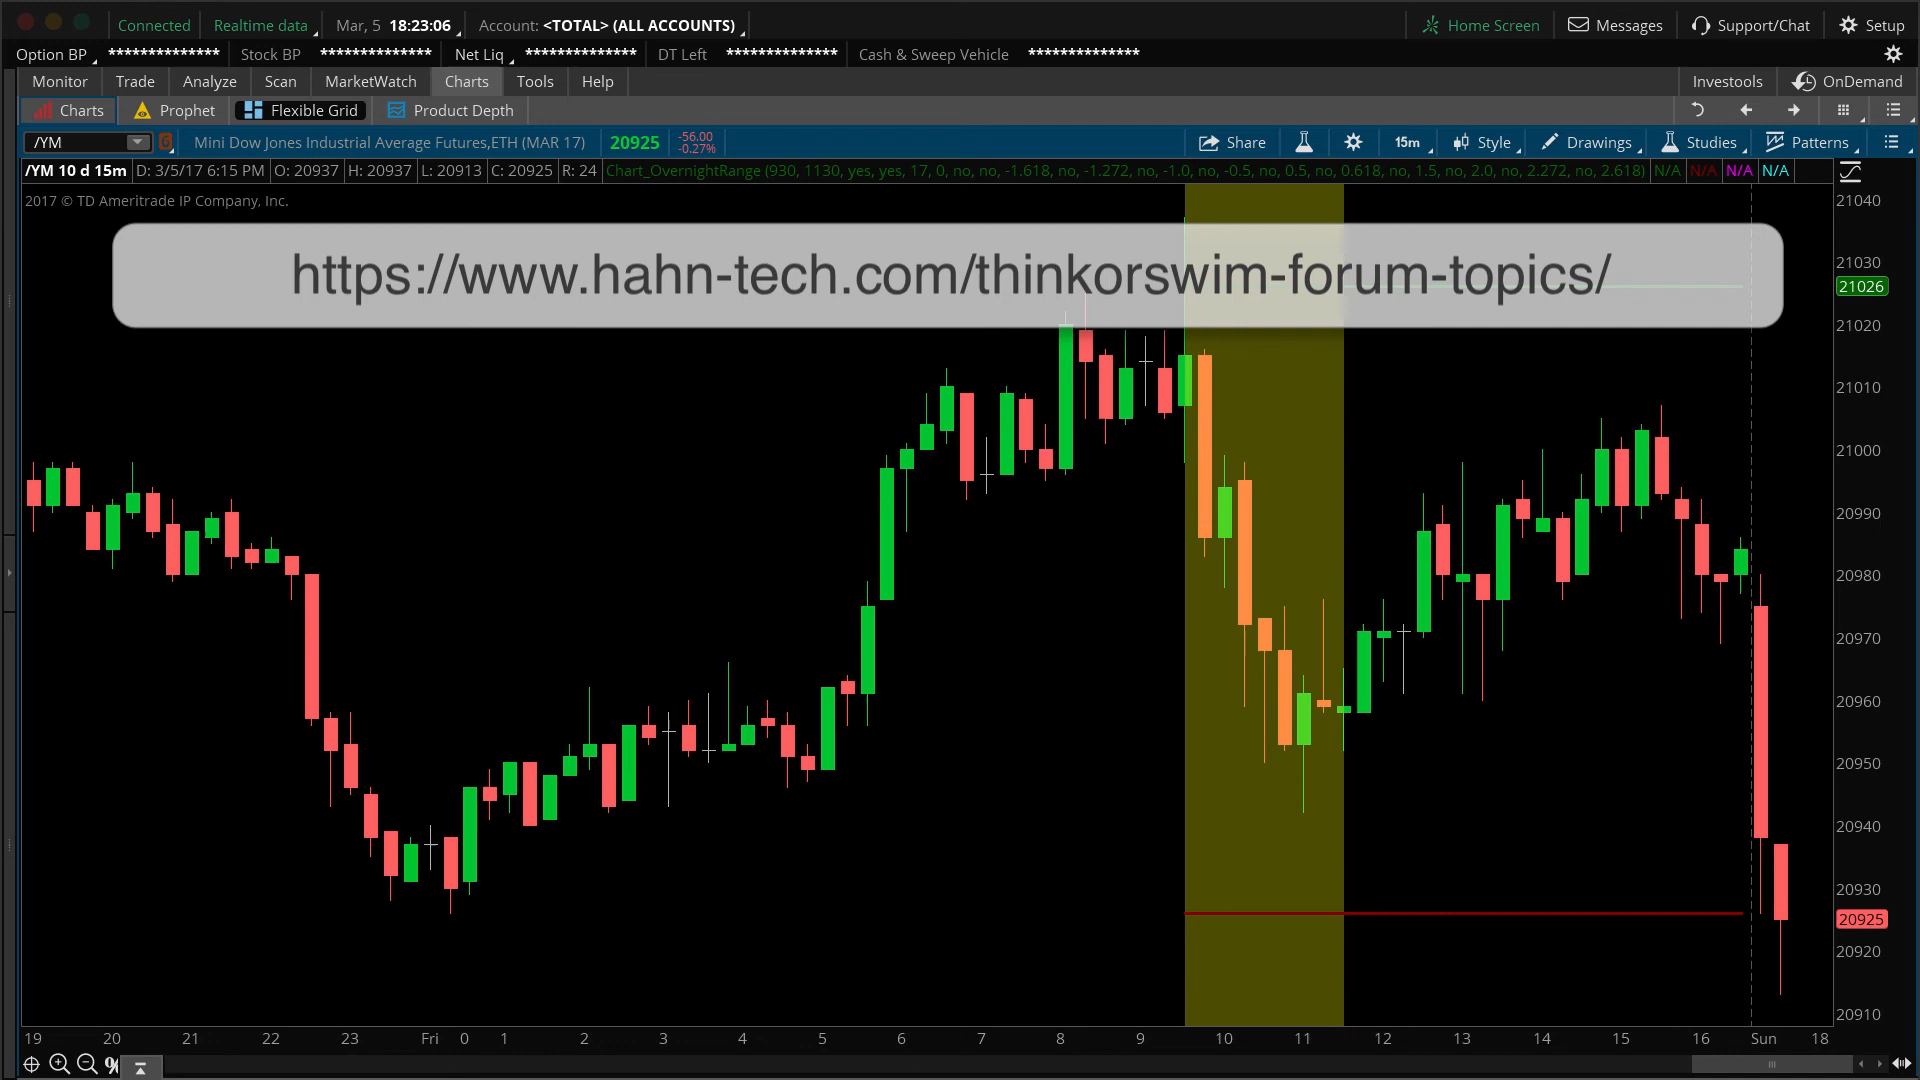 Connected Realtime data Mar, 5 18:23:06 Account: <TOTAL> (ALL ACCOUNTS) Home Screen Messages Support/Chat Setup
Option BP ************** Stock BP ************** Net Liq ************** DT Left ************** Cash & Sweep Vehicle **************
Monitor Trade Analyze Scan MarketWatch Charts Tools Help Investools OnDemand
Charts Prophet Flexible Grid Product Depth
/YM Mini Dow Jones Industrial Average Futures,ETH (MAR 17) 20925 -56.00 -0.27% Share 15m Style Drawings Studies Patterns
/YM 10 d 15m D: 3/5/17 6:15 PM O: 20937 H: 20937 L: 20913 C: 20925 R: 24 Chart_OvernightRange (930, 1130, yes, yes, 17, 0, no, no, -1.618, no, -1.272, no, -1.0, no, -0.5, no, 0.5, no, 0.618, no, 1.5, no, 2.0, no, 2.272, no, 2.618) N/A N/A N/A N/A
2017 © TD Ameritrade IP Company, Inc.
https://www.hahn-tech.com/thinkorswim-forum-topics/
21040
21030
21026
21020
21010
21000
20990
20980
20970
20960
20950
20940
20930
20925
20920
20910
19 20 21 22 23 Fri 0 1 2 3 4 5 6 7 8 9 10 11 12 13 14 15 16 Sun 18
%